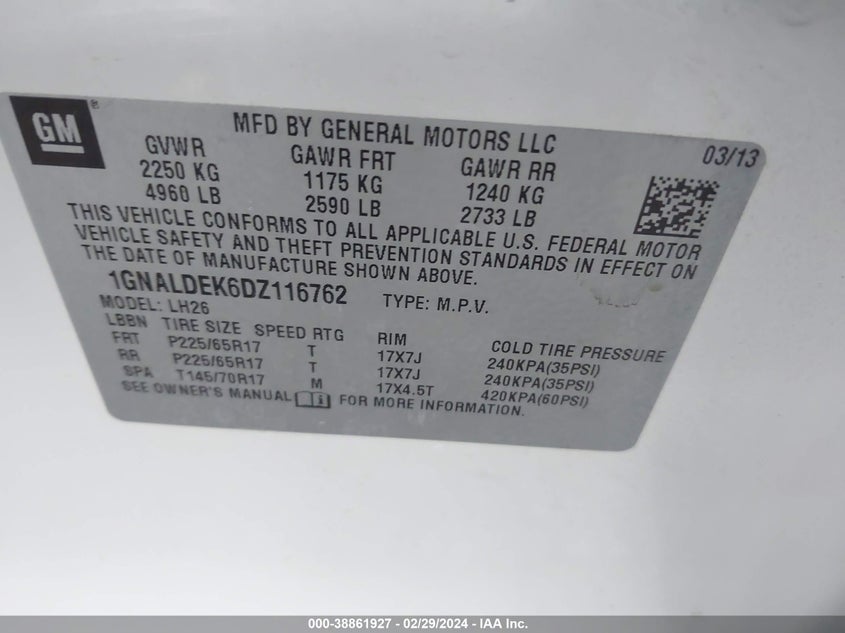 GM ®
MFD BY GENERAL MOTORS LLC 03/13
GVWR GAWR FRT GAWR RR
2250 KG 1175 KG 1240 KG
4960 LB 2590 LB 2733 LB
THIS VEHICLE CONFORMS TO ALL APPLICABLE U.S. FEDERAL MOTOR
VEHICLE SAFETY AND THEFT PREVENTION STANDARDS IN EFFECT ON
THE DATE OF MANUFACTURE SHOWN ABOVE.
1GNALDEK6DZ116762 TYPE: M.P.V.
MODEL: LH26
LBBN TIRE SIZE SPEED RTG RIM COLD TIRE PRESSURE
FRT P225/65R17 T 17X7J 240KPA(35PSI)
RR P225/65R17 T 17X7J 240KPA(35PSI)
SPA T145/70R17 M 17X4.5T 420KPA(60PSI)
SEE OWNER'S MANUAL FOR MORE INFORMATION.
000-38861927 - 02/29/2024 - IAA Inc.